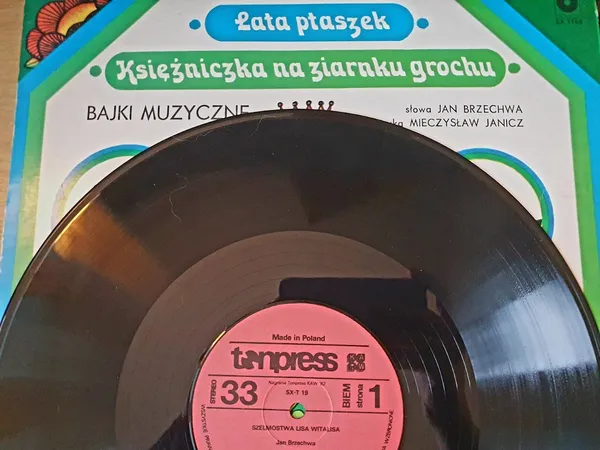 Łata ptaszek
Księżniczka na ziarnku grochu
BAJKI MUZYCZNE
słowa JAN BRZECHWA
MIECZYSŁAW JANICZ
Made in Poland
tonpress
STEREO
33
SX-T 19
BIEM
strona
1
SZELMOSTWA LISA WITALISA
Jan Brzechwa